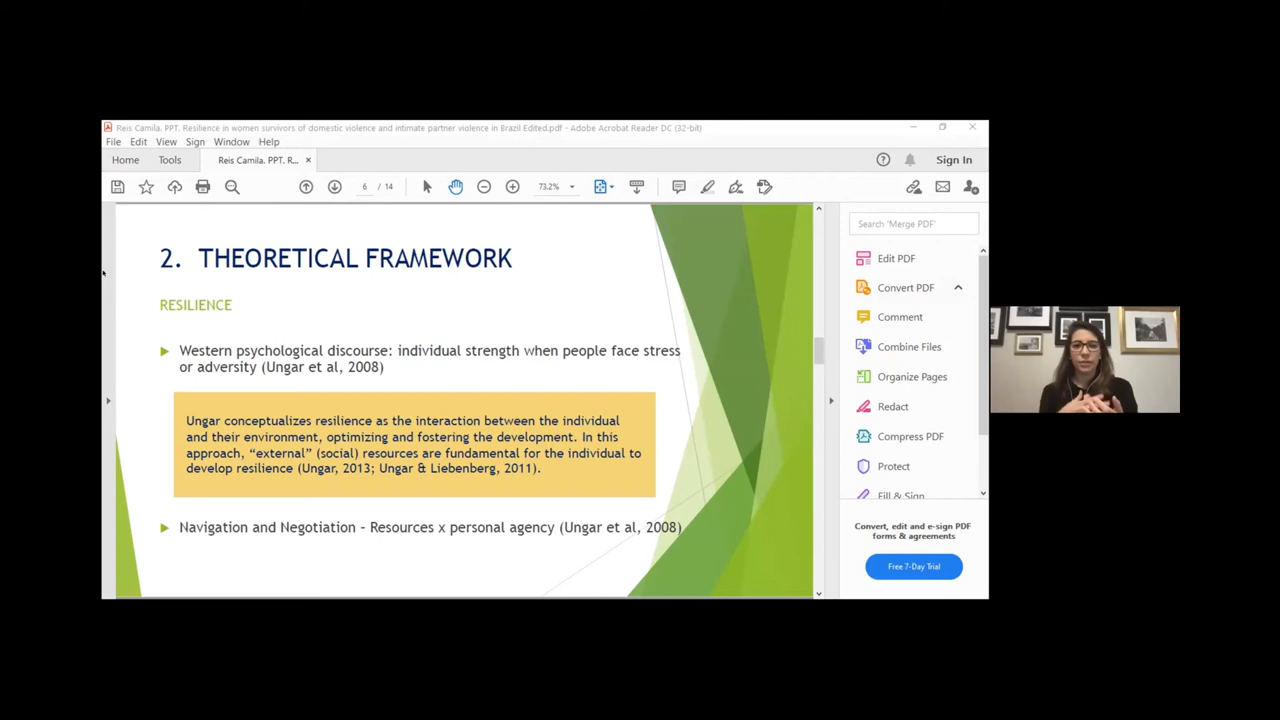 Reis Camila. PPT. Resilience in women survivors of domestic violence and intimate partner violence in Brazil Edited.pdf - Adobe Acrobat Reader DC (32-bit)
File Edit View Sign Window Help
Home Tools Reis Camila. PPT. R... × Sign In
6 / 14 73.2%
2. THEORETICAL FRAMEWORK
RESILIENCE
Western psychological discourse: individual strength when people face stress
or adversity (Ungar et al, 2008)
Ungar conceptualizes resilience as the interaction between the individual
and their environment, optimizing and fostering the development. In this
approach, “external” (social) resources are fundamental for the individual to
develop resilience (Ungar, 2013; Ungar & Liebenberg, 2011).
Navigation and Negotiation – Resources x personal agency (Ungar et al, 2008)
Search 'Merge PDF'
Edit PDF
Convert PDF
Comment
Combine Files
Organize Pages
Redact
Compress PDF
Protect
Fill & Sign
Convert, edit and e-sign PDF
forms & agreements
Free 7-Day Trial